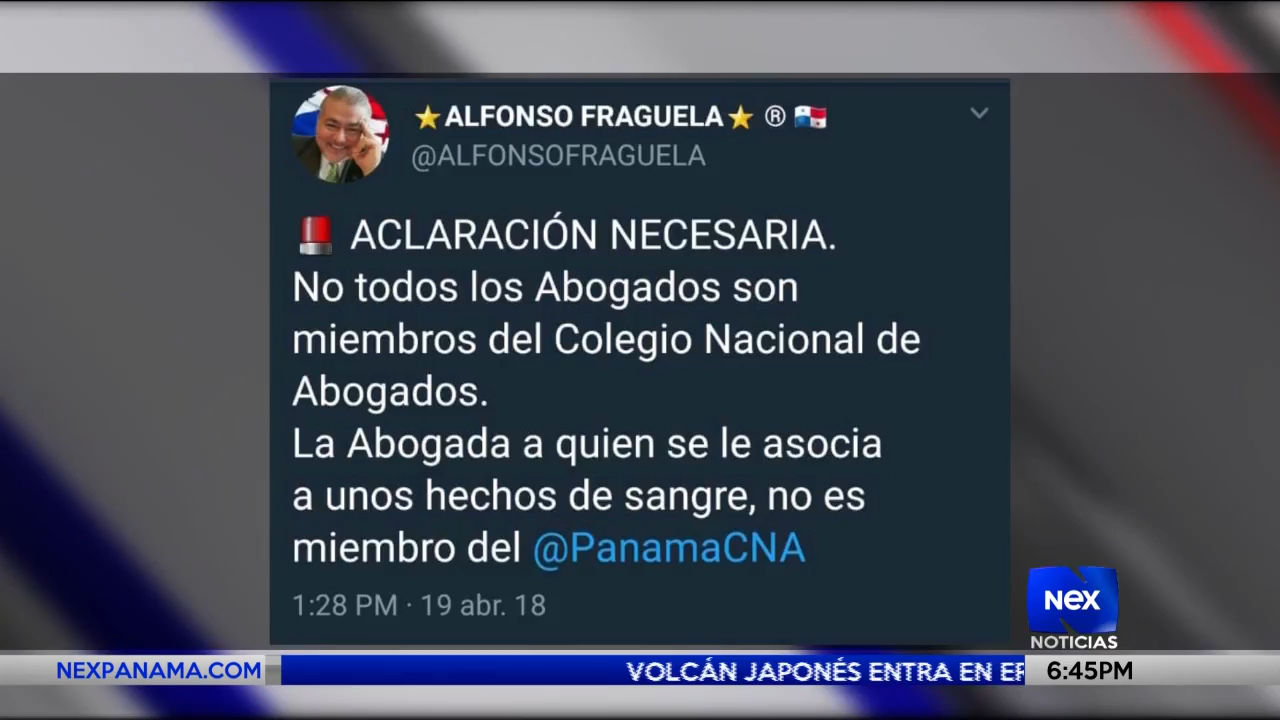 ⭐ALFONSO FRAGUELA⭐ ® 🇵🇦
@ALFONSOFRAGUELA
🚨 ACLARACIÓN NECESARIA.
No todos los Abogados son
miembros del Colegio Nacional de
Abogados.
La Abogada a quien se le asocia
a unos hechos de sangre, no es
miembro del @PanamaCNA
1:28 PM · 19 abr. 18
nex
NOTICIAS
NEXPANAMA.COM
VOLCÁN JAPONÉS ENTRA EN
6:45PM